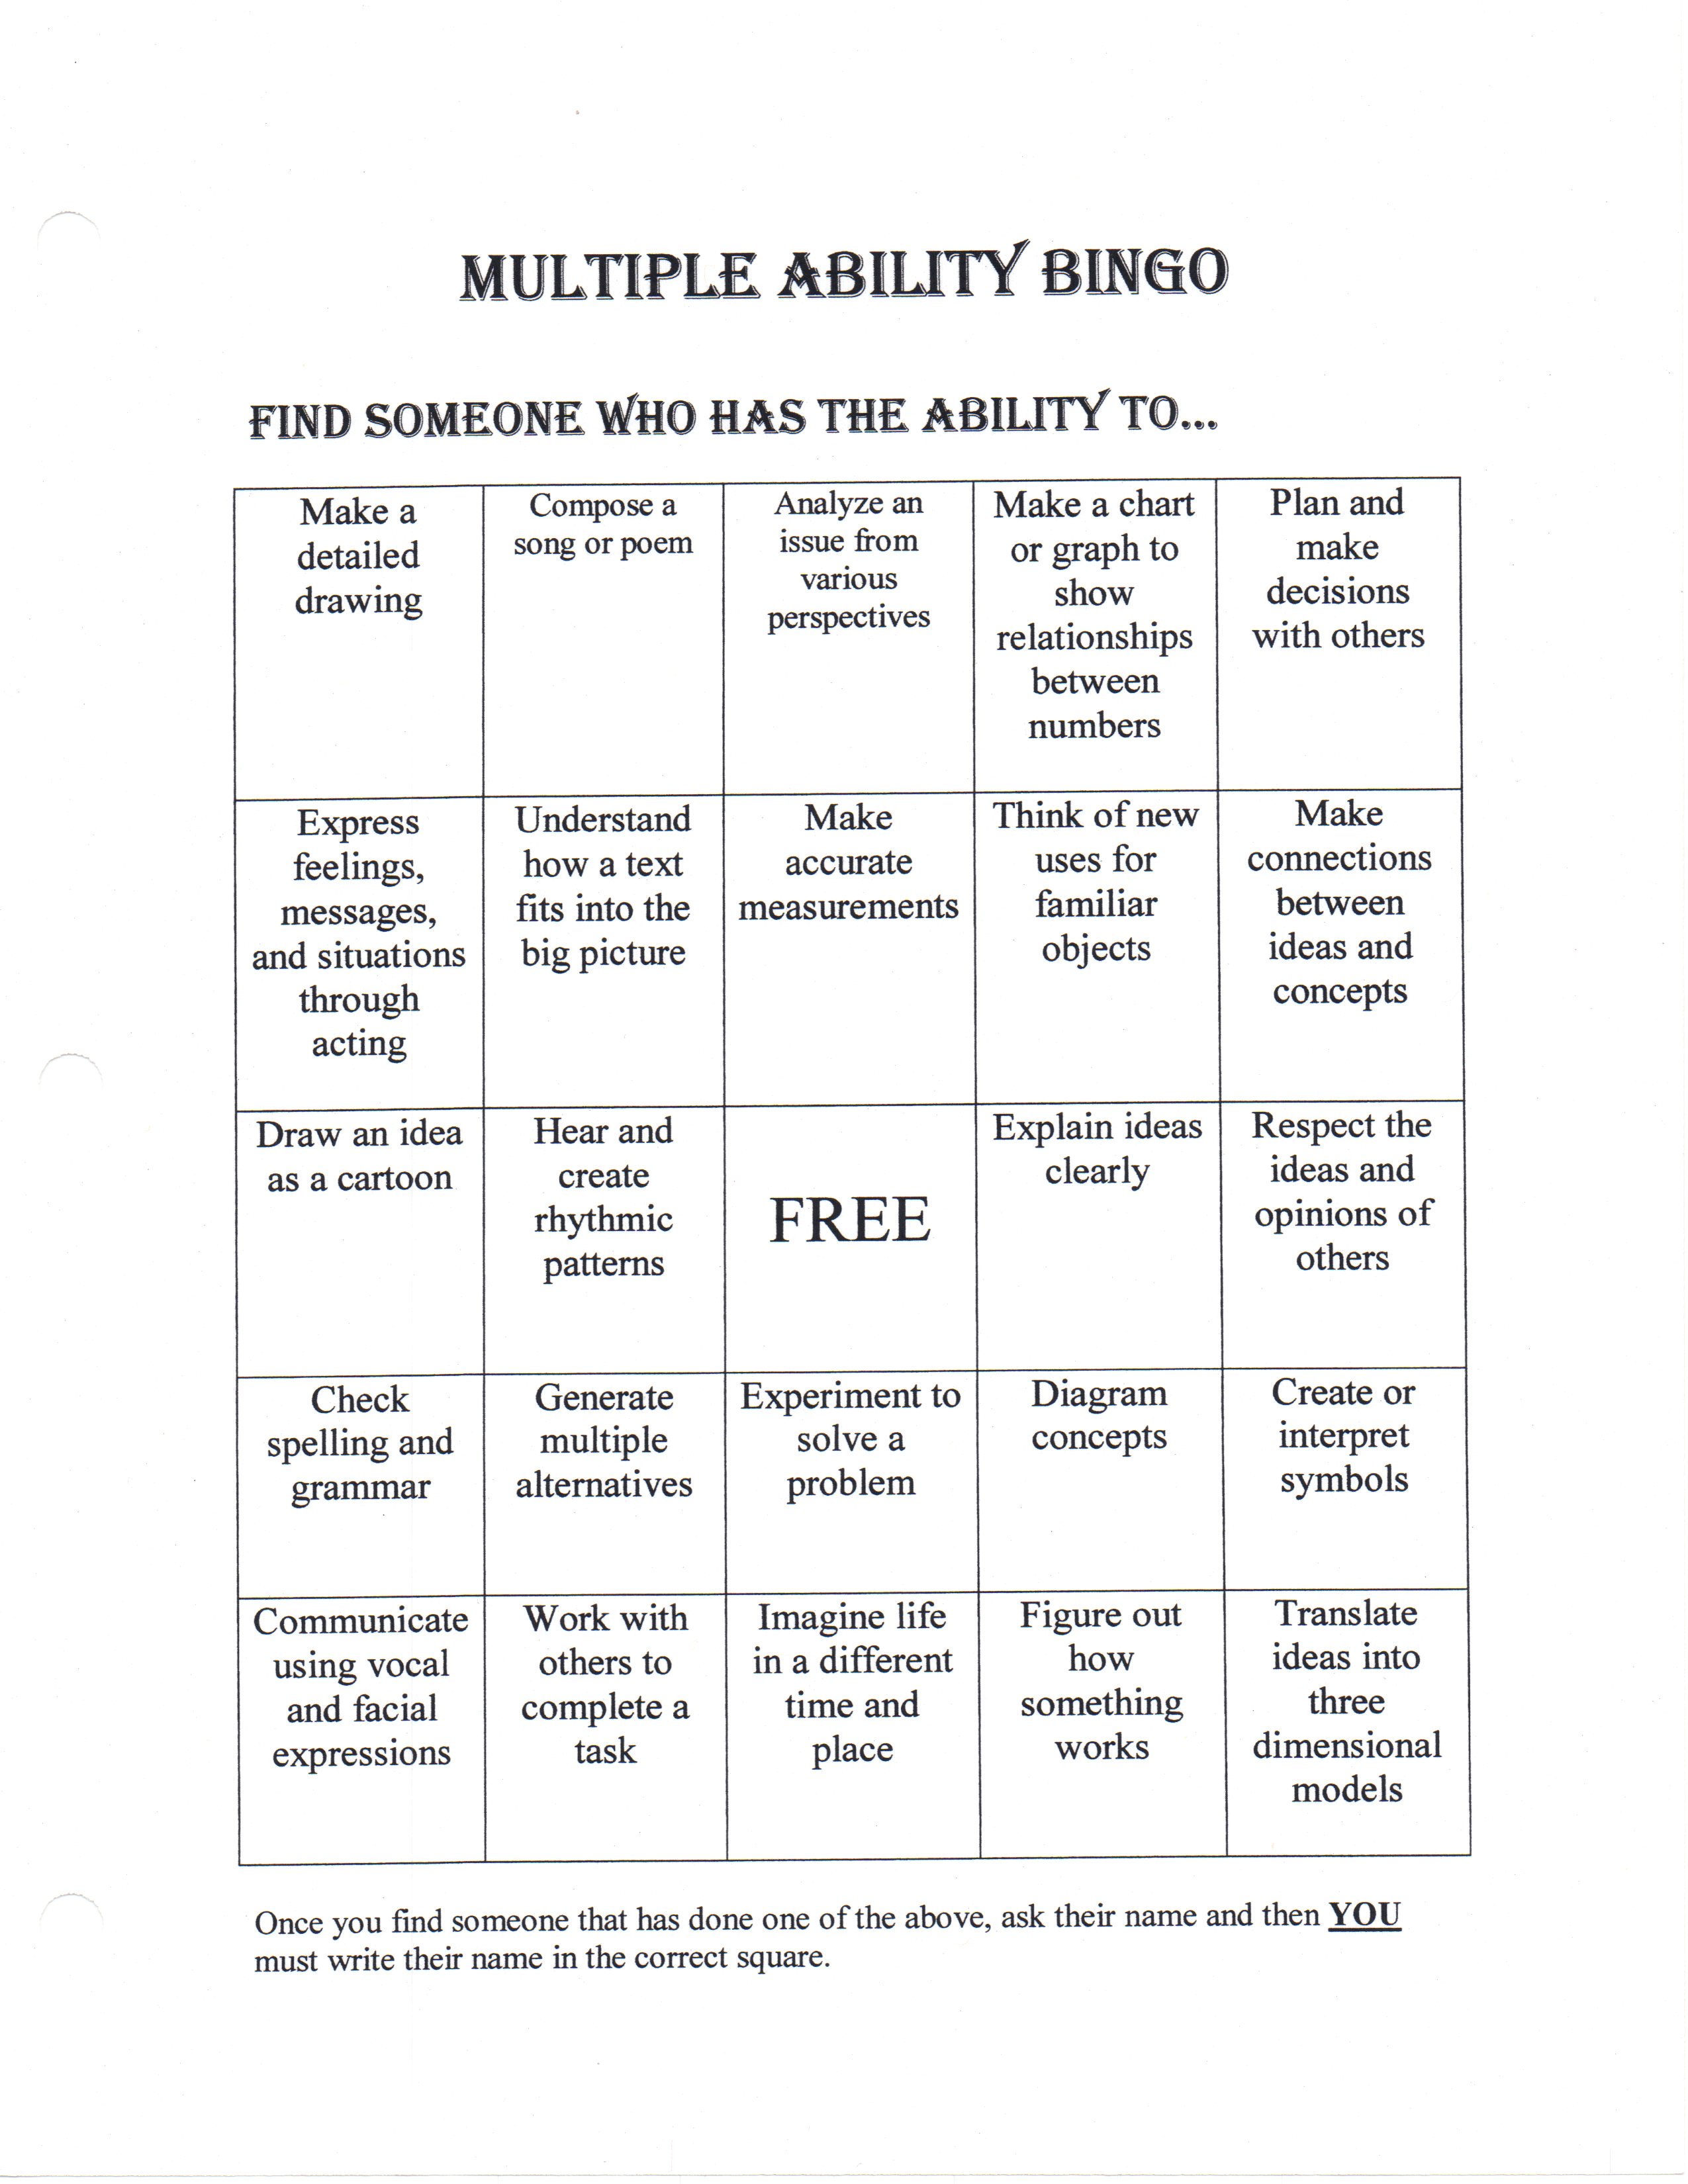 MULTIPLE ABILITY BINGO
FIND SOMEONE WHO HAS THE ABILITY TO...
Make a
detailed
drawing
Compose a
song or poem
Analyze an
issue from
various
perspectives
Make a chart
or graph to
show
relationships
between
numbers
Plan and
make
decisions
with others
Express
feelings,
messages,
and situations
through
acting
Understand
how a text
fits into the
big picture
Make
accurate
measurements
Think of new
uses for
familiar
objects
Make
connections
between
ideas and
concepts
Draw an idea
as a cartoon
Hear and
create
rhythmic
patterns
FREE
Explain ideas
clearly
Respect the
ideas and
opinions of
others
Check
spelling and
grammar
Generate
multiple
alternatives
Experiment to
solve a
problem
Diagram
concepts
Create or
interpret
symbols
Communicate
using vocal
and facial
expressions
Work with
others to
complete a
task
Imagine life
in a different
time and
place
Figure out
how
something
works
Translate
ideas into
three
dimensional
models
Once you find someone that has done one of the above, ask their name and then YOU
must write their name in the correct square.